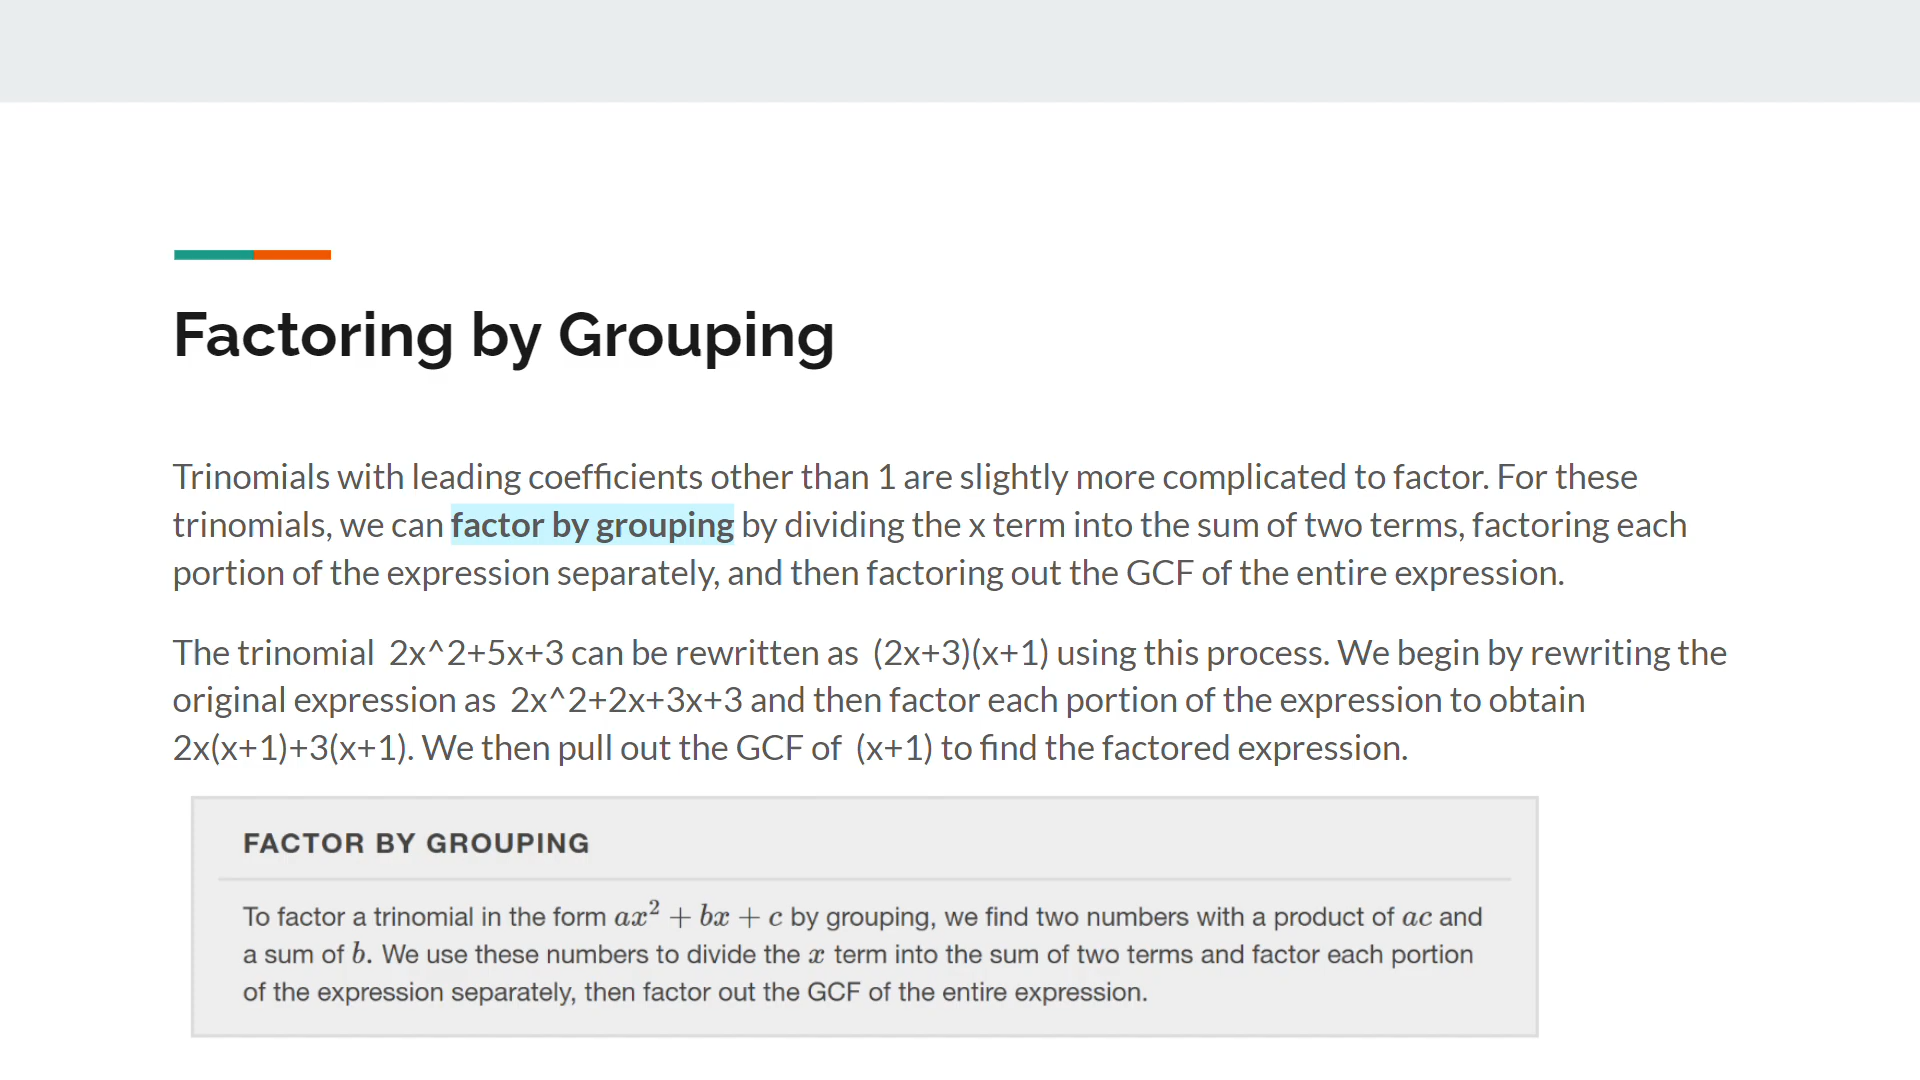 Factoring by Grouping
Trinomials with leading coefficients other than 1 are slightly more complicated to factor. For these
trinomials, we can factor by grouping by dividing the x term into the sum of two terms, factoring each
portion of the expression separately, and then factoring out the GCF of the entire expression.
The trinomial  2x^2+5x+3 can be rewritten as  (2x+3)(x+1) using this process. We begin by rewriting the
original expression as  2x^2+2x+3x+3 and then factor each portion of the expression to obtain
2x(x+1)+3(x+1). We then pull out the GCF of  (x+1) to find the factored expression.
FACTOR BY GROUPING
To factor a trinomial in the form ax² + bx + c by grouping, we find two numbers with a product of ac and
a sum of b. We use these numbers to divide the x term into the sum of two terms and factor each portion
of the expression separately, then factor out the GCF of the entire expression.